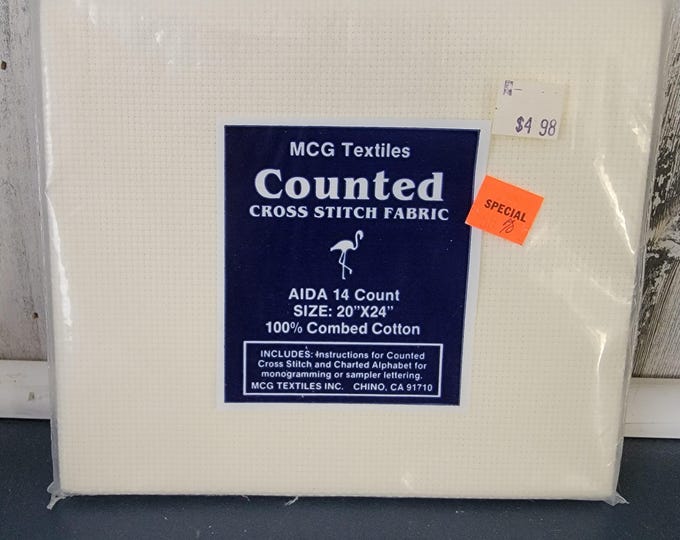 MCG Textiles
Counted
CROSS STITCH FABRIC
AIDA 14 Count
SIZE: 20"X24"
100% Combed Cotton
INCLUDES: Instructions for Counted
Cross Stitch and Charted Alphabet for
monogramming or sampler lettering.
MCG TEXTILES INC. CHINO, CA 91710
$4 98
SPECIAL